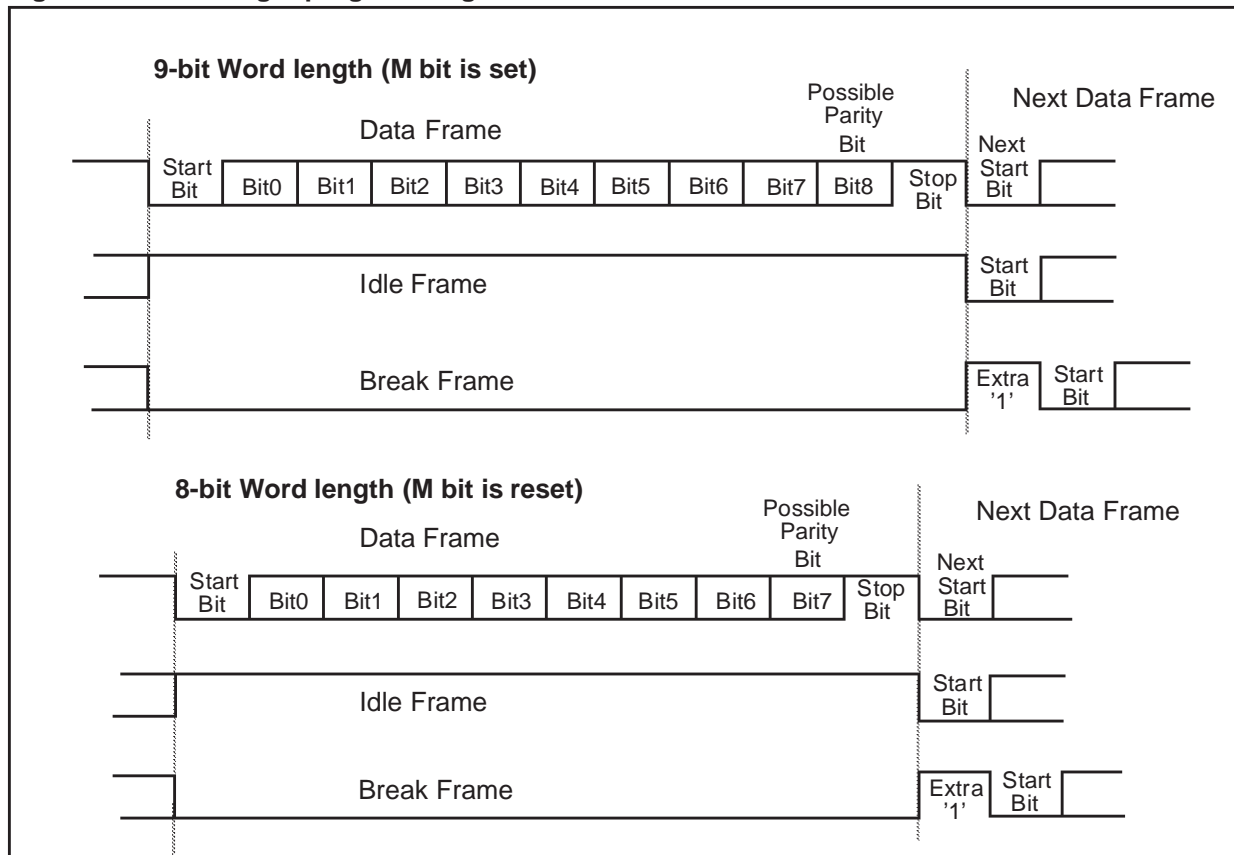 9-bit Word length (M bit is set)
Possible
Parity
Bit
Next Data Frame
Data Frame
Next
Start
Bit
Start
Bit
Bit0 Bit1 Bit2 Bit3 Bit4 Bit5 Bit6 Bit7 Bit8
Stop
Bit
Idle Frame
Start
Bit
Break Frame
Extra
'1'
Start
Bit
8-bit Word length (M bit is reset)
Possible
Parity
Bit
Next Data Frame
Data Frame
Next
Start
Bit
Start
Bit
Bit0 Bit1 Bit2 Bit3 Bit4 Bit5 Bit6 Bit7
Stop
Bit
Idle Frame
Start
Bit
Break Frame
Extra
'1'
Start
Bit